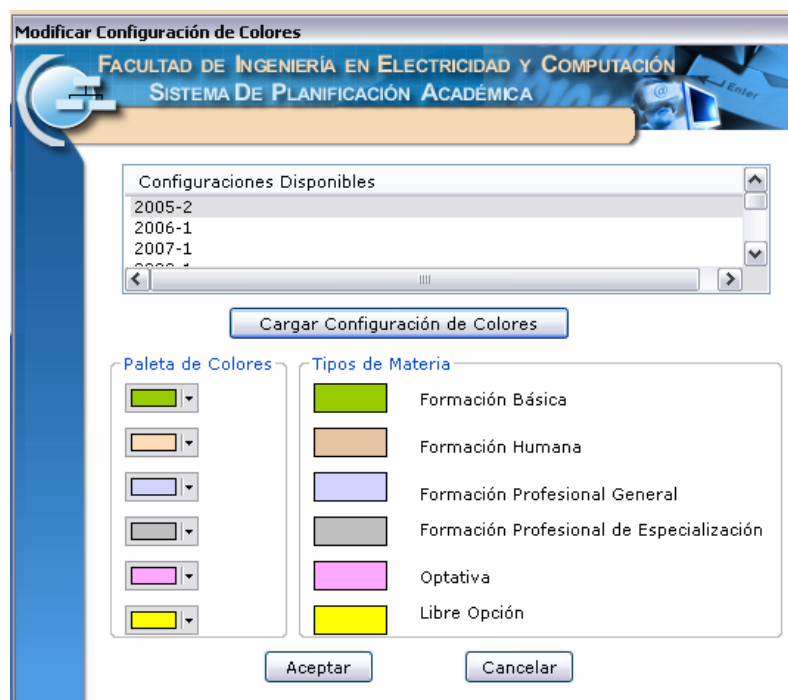 Modificar Configuración de Colores
FACULTAD DE INGENIERÍA EN ELECTRICIDAD Y COMPUTACIÓN
SISTEMA DE PLANIFICACIÓN ACADÉMICA
Enter
Configuraciones Disponibles
2005-2
2006-1
2007-1
Cargar Configuración de Colores
Paleta de Colores
Tipos de Materia
Formación Básica
Formación Humana
Formación Profesional General
Formación Profesional de Especialización
Optativa
Libre Opción
Aceptar
Cancelar